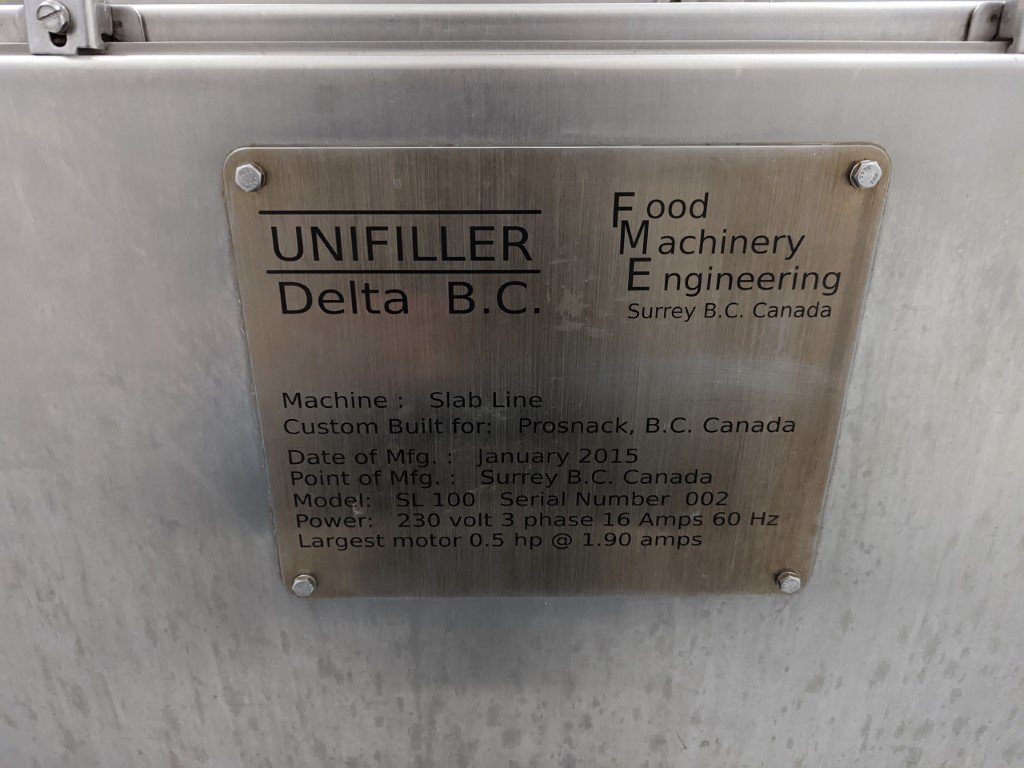 UNIFILLER
Delta B.C.
Food
Machinery
Engineering
Surrey B.C. Canada
Machine : Slab Line
Custom Built for: Prosnack, B.C. Canada
Date of Mfg. : January 2015
Point of Mfg. : Surrey B.C. Canada
Model: SL 100 Serial Number 002
Power: 230 volt 3 phase 16 Amps 60 Hz
Largest motor 0.5 hp @ 1.90 amps